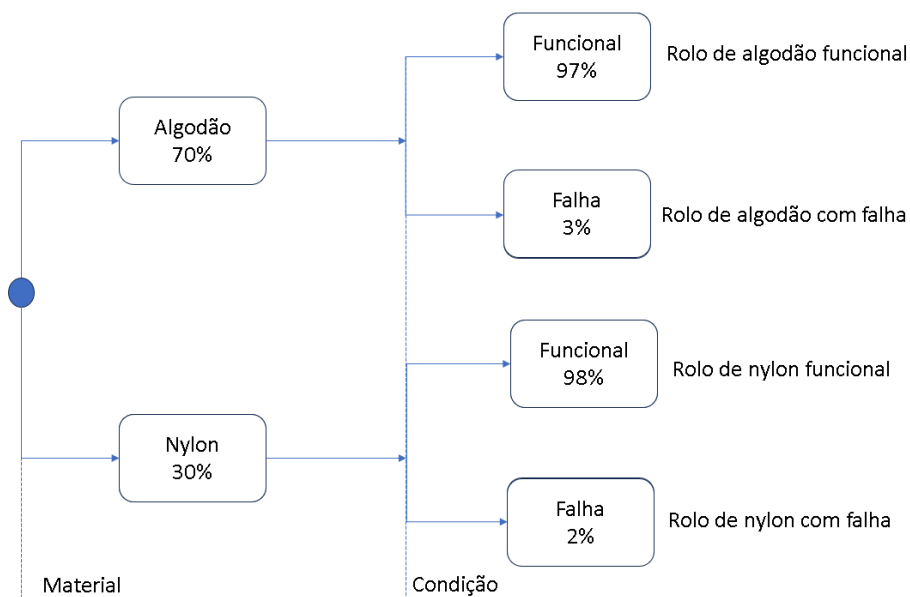 Funcional
97%
Rolo de algodão funcional
Algodão
70%
Falha
3%
Rolo de algodão com falha
Funcional
98%
Rolo de nylon funcional
Nylon
30%
Falha
2%
Rolo de nylon com falha
Material
Condição